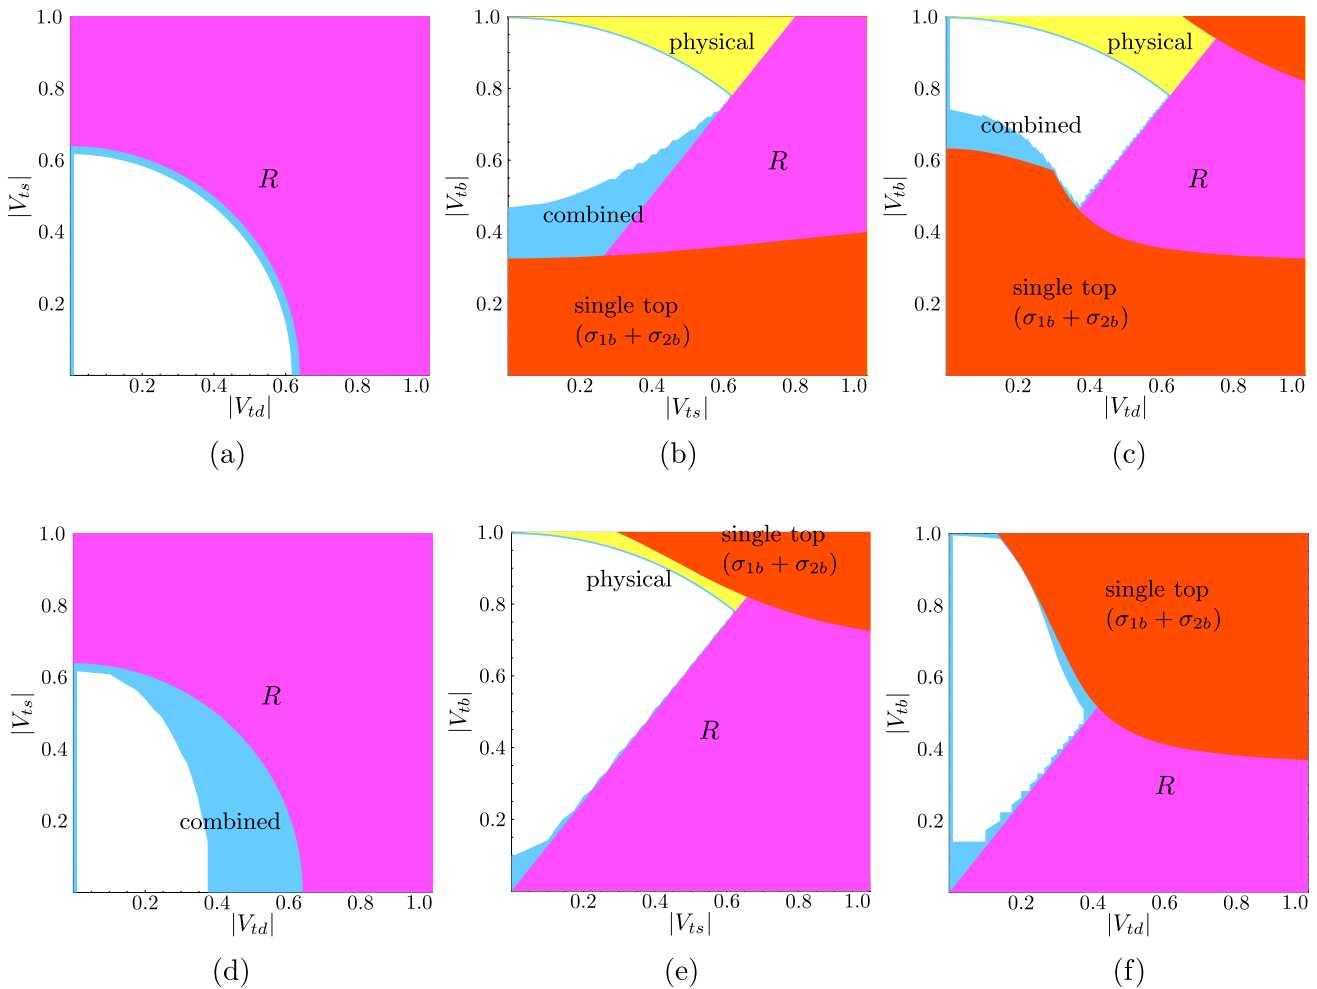 1.0
0.8
0.6
0.4
0.2
|V_{ts}|
R
0.2 0.4 0.6 0.8 1.0
|V_{td}|
(a)
1.0
0.8
0.6
0.4
0.2
|V_{tb}|
physical
R
combined
single top
(σ_{1b} + σ_{2b})
0.2 0.4 0.6 0.8 1.0
|V_{ts}|
(b)
1.0
0.8
0.6
0.4
0.2
|V_{tb}|
physical
combined
R
single top
(σ_{1b} + σ_{2b})
0.2 0.4 0.6 0.8 1.0
|V_{td}|
(c)
1.0
0.8
0.6
0.4
0.2
|V_{ts}|
R
combined
0.2 0.4 0.6 0.8 1.0
|V_{td}|
(d)
1.0
0.8
0.6
0.4
0.2
|V_{tb}|
single top
(σ_{1b} + σ_{2b})
physical
R
0.2 0.4 0.6 0.8 1.0
|V_{ts}|
(e)
1.0
0.8
0.6
0.4
0.2
|V_{tb}|
single top
(σ_{1b} + σ_{2b})
R
0.2 0.4 0.6 0.8 1.0
|V_{td}|
(f)